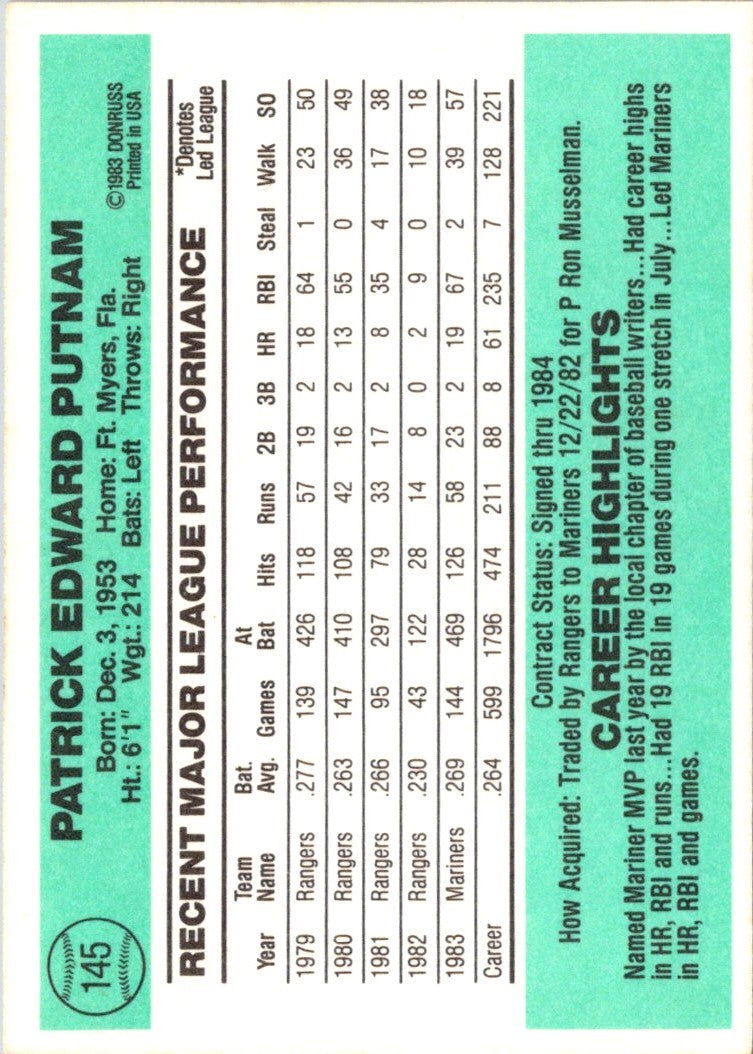 145
PATRICK EDWARD PUTNAM
Born: Dec. 3, 1953 Home: Ft. Myers, Fla.
Ht.: 6'1" Wgt.: 214 Bats: Left Throws: Right
©1983 DONRUSS
Printed in USA
RECENT MAJOR LEAGUE PERFORMANCE
*Denotes
Led League
Year Team Name Bat. Avg. Games At Bat Hits Runs 2B 3B HR RBI Steal Walk SO
1979 Rangers .277 139 426 118 57 19 2 18 64 1 23 50
1980 Rangers .263 147 410 108 42 16 2 13 55 0 36 49
1981 Rangers .266 95 297 79 33 17 2 8 35 4 17 38
1982 Rangers .230 43 122 28 14 8 0 2 9 0 10 18
1983 Mariners .269 144 469 126 58 23 2 19 67 2 39 57
Career .264 599 1796 474 211 88 8 61 235 7 128 221
Contract Status: Signed thru 1984
How Acquired: Traded by Rangers to Mariners 12/22/82 for P Ron Musselman.
CAREER HIGHLIGHTS
Named Mariner MVP last year by the local chapter of baseball writers...Had career highs
in HR, RBI and runs...Had 19 RBI in 19 games during one stretch in July...Led Mariners
in HR, RBI and games.